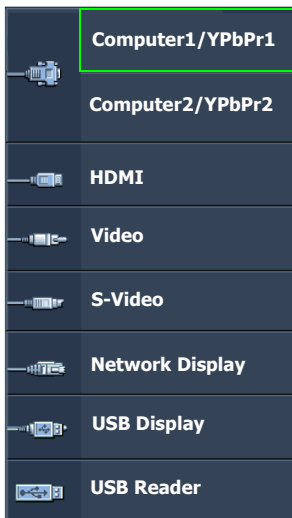 Computer1/YPbPr1
Computer2/YPbPr2
HDMI
Video
S-Video
Network Display
USB Display
USB Reader